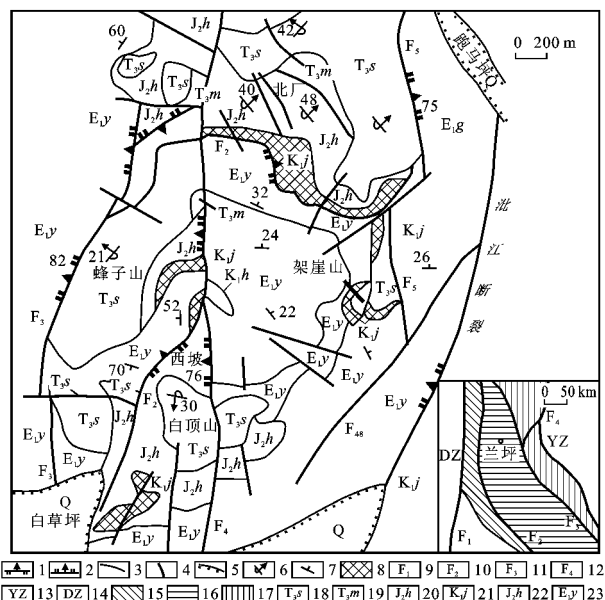 60
J₂h
42
T₃s
T₃s
F₅
跑马坪
Q
0 200 m
T₃s
J₂h
T₃s
T₃m
T₃m
40
北厂
48
75
E₁y
J₂h
J₂h
E₁g
F₂
K₁j
E₁y
J₂h
32
T₃m
E₁y
E₁y
J₂h
K₁j
24
K₁j
沘江断裂
82
21
蜂子山
架崖山
26
K₁h
T₃s
T₃s
F₅
F₃
52
22
E₁y
K₁j
E₁y
西坡
E₁y
70
76
E₁y
T₃s
T₃s
F₂
E₁y
0 50 km
J₂h
30
T₃s
白顶山
F₄₈
F₄
E₁y
T₃s
J₂h
DZ
兰坪
YZ
E₁y
J₂h
J₂h
F₃
K₁j
J₂h
K₁j
Q
白草坪
E₁y
E₁y
F₄
Q
F₁
F₂
F₃
1 2 3 4 5 6 7 8 F₁ 9 F₂ 10 F₃ 11 F₄ 12
YZ 13 DZ 14 15 16 17 T₃s 18 T₃m 19 J₂h 20 K₁j 21 J₂h 22 E₁y 23